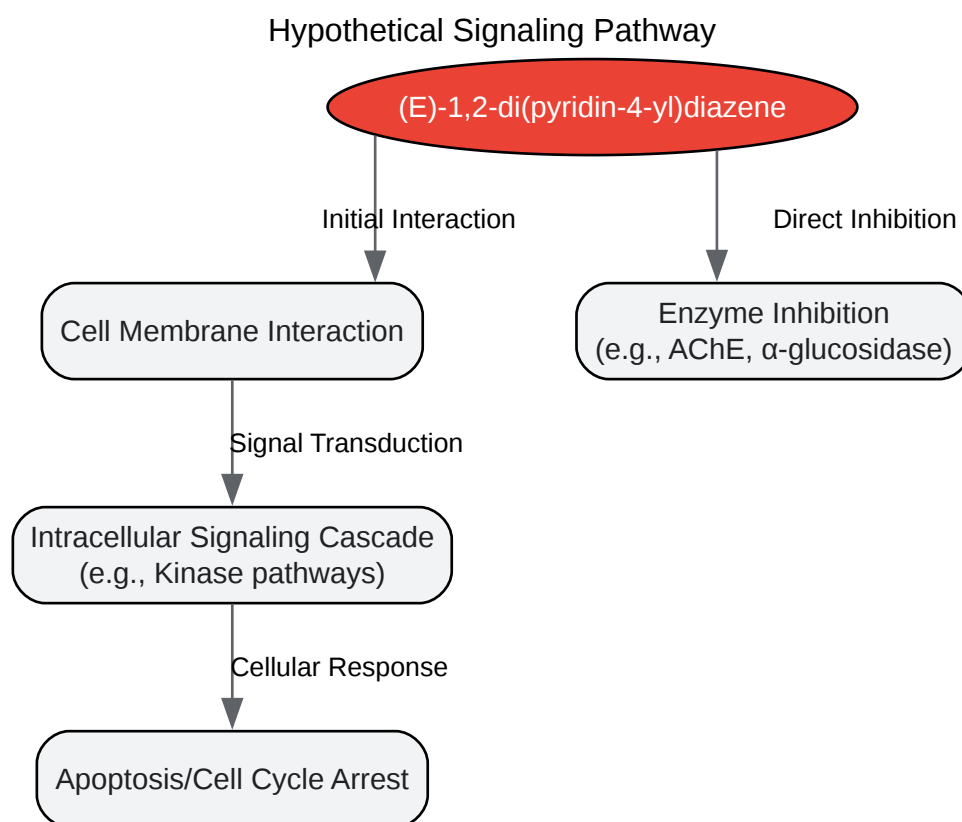 Hypothetical Signaling Pathway
(E)-1,2-di(pyridin-4-yl)diazene
Initial Interaction
Direct Inhibition
Cell Membrane Interaction
Enzyme Inhibition
(e.g., AChE, α-glucosidase)
Signal Transduction
Intracellular Signaling Cascade
(e.g., Kinase pathways)
Cellular Response
Apoptosis/Cell Cycle Arrest